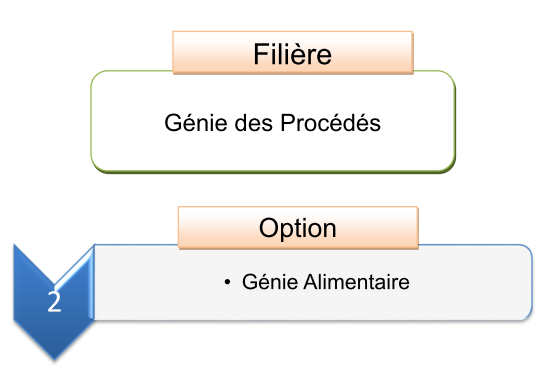 Filière
Génie des Procédés
Option
2
• Génie Alimentaire